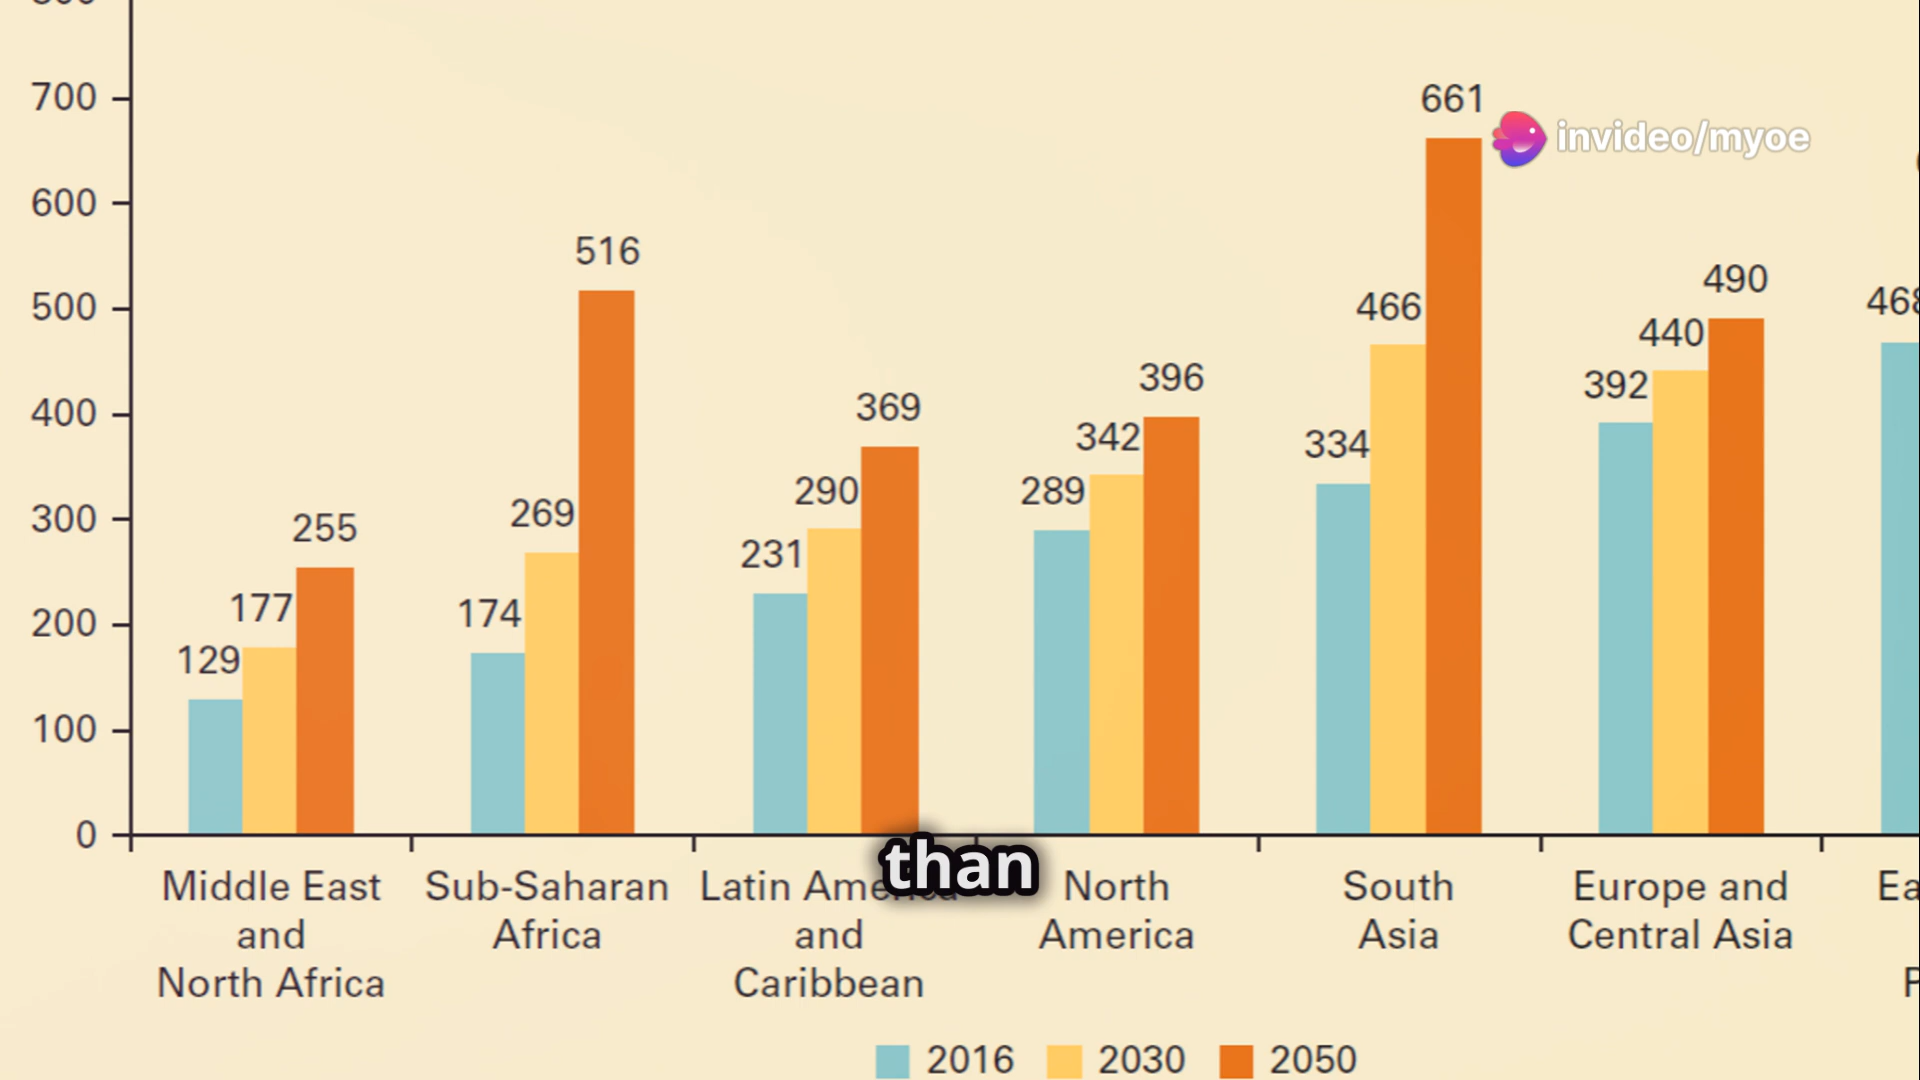 700
600
500
400
300
200
100
0
129
177
255
174
269
516
231
290
369
289
342
396
334
466
661
392
440
490
invideo/myoe
than
Middle East
and
North Africa
Sub-Saharan
Africa
Latin America
and
Caribbean
North
America
South
Asia
Europe and
Central Asia
2016
2030
2050